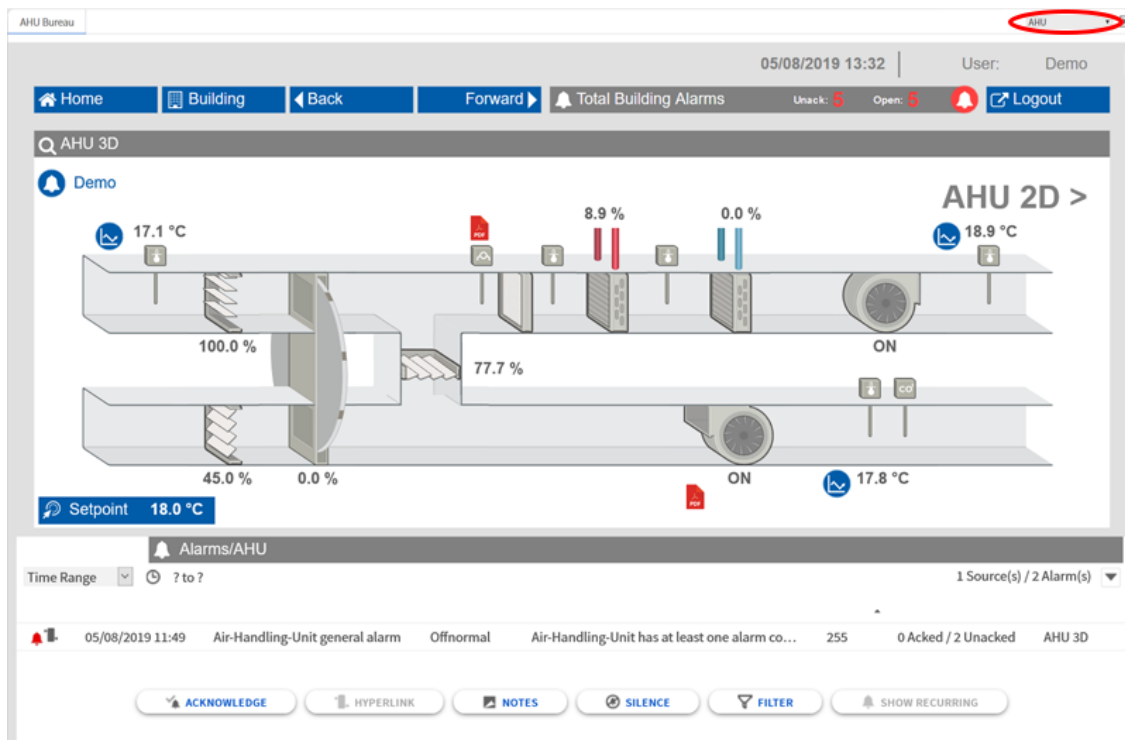 AHU Bureau
AHU
05/08/2019 13:32
User: Demo
Home
Building
Back
Forward
Total Building Alarms
Unack: 5
Open: 5
Logout
AHU 3D
Demo
AHU 2D >
17.1 °C
PDF
8.9 %
0.0 %
18.9 °C
100.0 %
77.7 %
ON
CO
45.0 %
0.0 %
ON
17.8 °C
PDF
Setpoint 18.0 °C
Alarms/AHU
Time Range
? to ?
1 Source(s) / 2 Alarm(s)
05/08/2019 11:49 Air-Handling-Unit general alarm Offnormal Air-Handling-Unit has at least one alarm co... 255 0 Acked / 2 Unacked AHU 3D
ACKNOWLEDGE
HYPERLINK
NOTES
SILENCE
FILTER
SHOW RECURRING